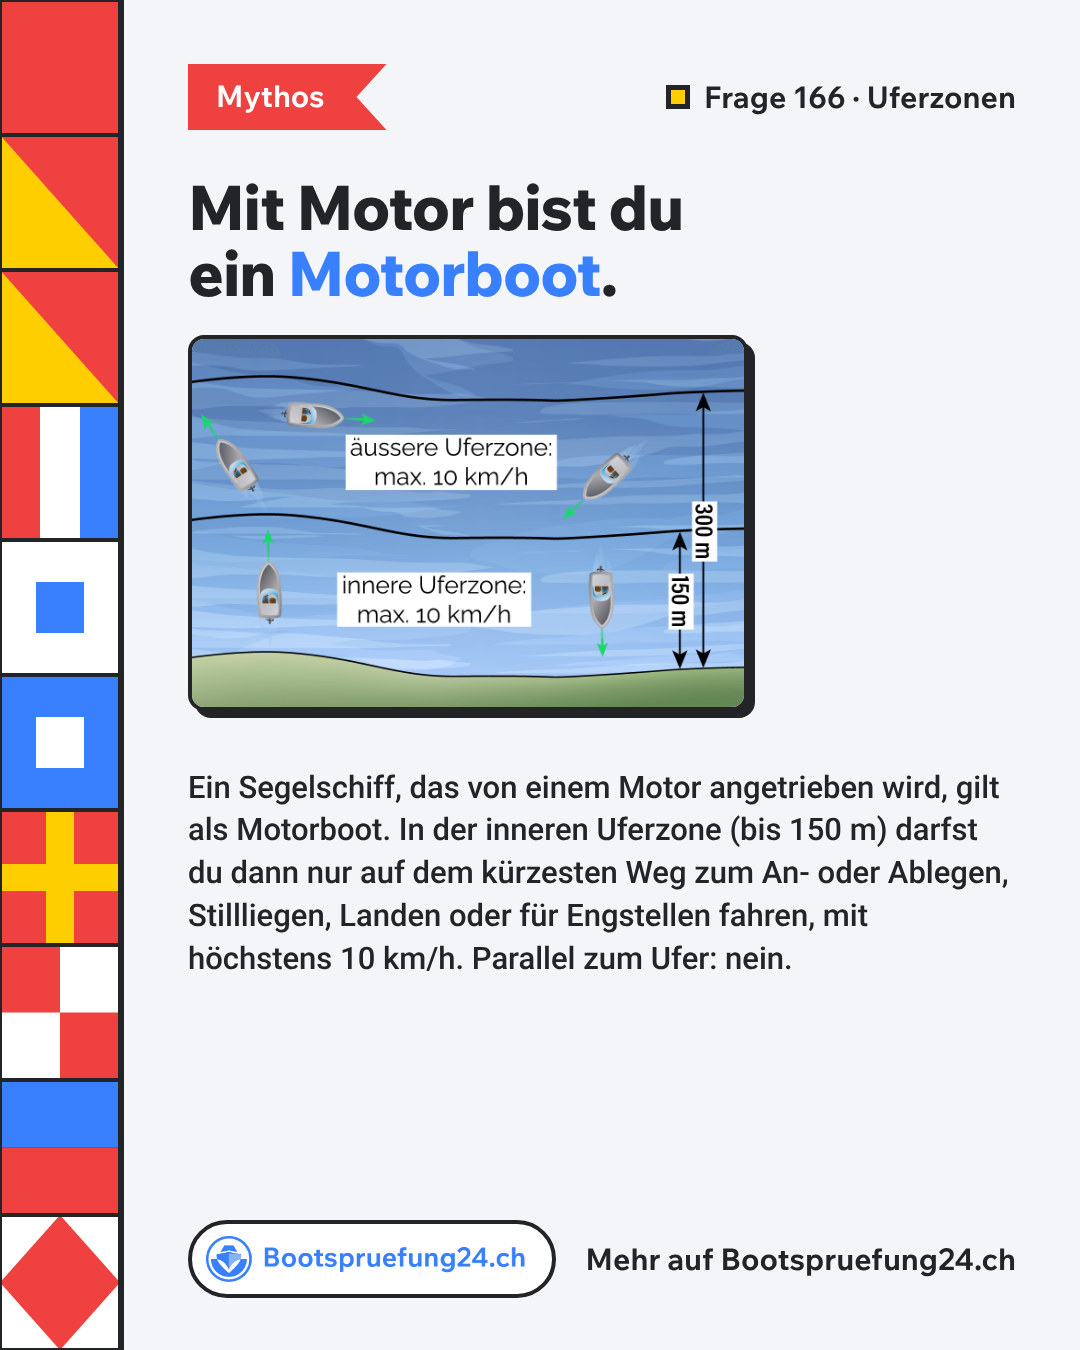 Mythos
Frage 166 · Uferzonen
Mit Motor bist du
ein Motorboot.
äussere Uferzone:
max. 10 km/h
300 m
innere Uferzone:
max. 10 km/h
150 m
Ein Segelschiff, das von einem Motor angetrieben wird, gilt
als Motorboot. In der inneren Uferzone (bis 150 m) darfst
du dann nur auf dem kürzesten Weg zum An- oder Ablegen,
Stillliegen, Landen oder für Engstellen fahren, mit
höchstens 10 km/h. Parallel zum Ufer: nein.
Bootspruefung24.ch
Mehr auf Bootspruefung24.ch